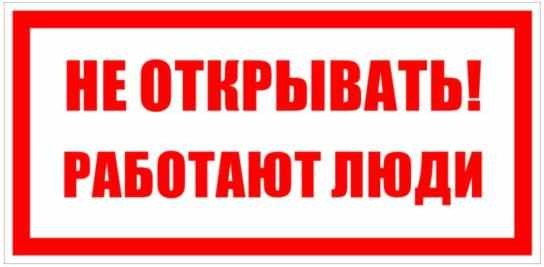 НЕ ОТКРЫВАТЬ!
РАБОТАЮТ ЛЮДИ